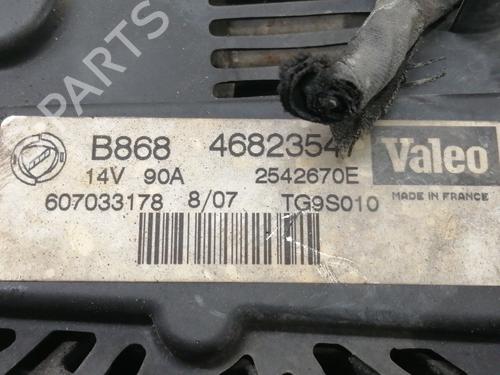 B868 4682354
Valeo
14V 90A 2542670E
MADE IN FRANCE
607033178 8/07 TG9S010
B PARTS